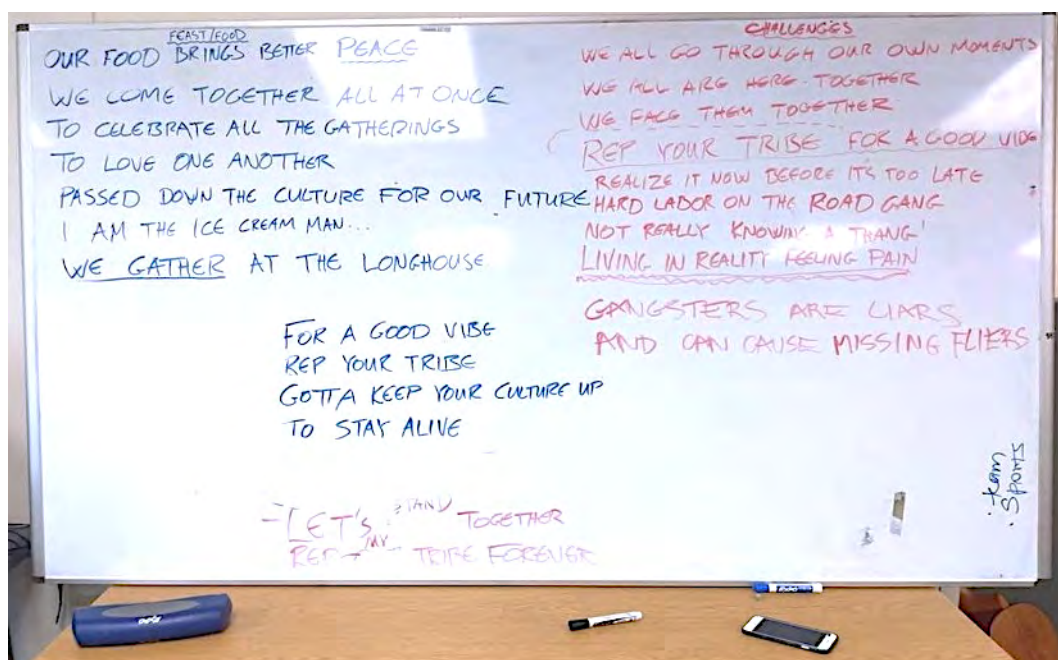 FEAST/FOOD
OUR FOOD BRINGS BETTER PEACE
WE COME TOGETHER ALL AT ONCE
TO CELEBRATE ALL THE GATHERINGS
TO LOVE ONE ANOTHER
PASSED DOWN THE CULTURE FOR OUR FUTURE
I AM THE ICE CREAM MAN...
WE GATHER AT THE LONGHOUSE
FOR A GOOD VIBE
REP YOUR TRIBE
GOTTA KEEP YOUR CULTURE UP
TO STAY ALIVE
- LET'S STAND TOGETHER
REP MY TRIBE FOREVER
CHALLENGES
WE ALL GO THROUGH OUR OWN MOMENTS
WE ALL ARE HERE TOGETHER
WE FACE THEM TOGETHER
REP YOUR TRIBE FOR A GOOD VIBE
REALIZE IT NOW BEFORE IT'S TOO LATE
HARD LABOR ON THE ROAD GANG
NOT REALLY KNOWING A THANG'
LIVING IN REALITY FEELING PAIN
GANGSTERS ARE LIARS
AND CAN CAUSE MISSING FLIERS
· team
· Sports
EXPO